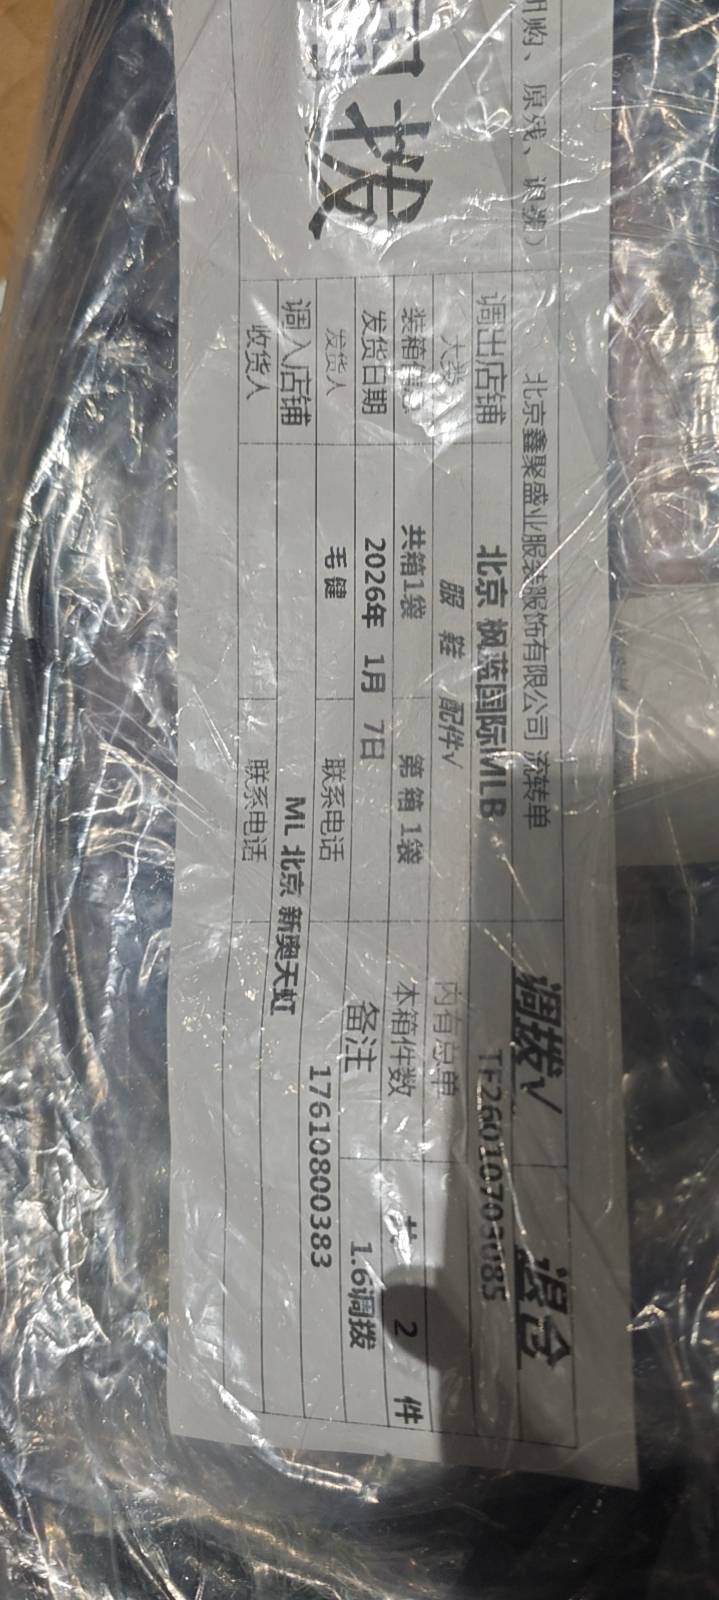 原残、调拨）
调拨
北京鑫聚盛业服装服饰有限公司 流转单 调拨√ 退仓
调出店铺 北京 枫蓝国际MLB TF26010703085
大类 服 鞋 配件√ 内有总单
装箱信息 共箱1袋 第 箱 1袋 本箱件数 共 2 件
发货日期 2026年 1月 7日 备注 1.6调拨
发货人 毛键 联系电话 17610800383
调入店铺 ML 北京 新奥天虹
收货人 联系电话